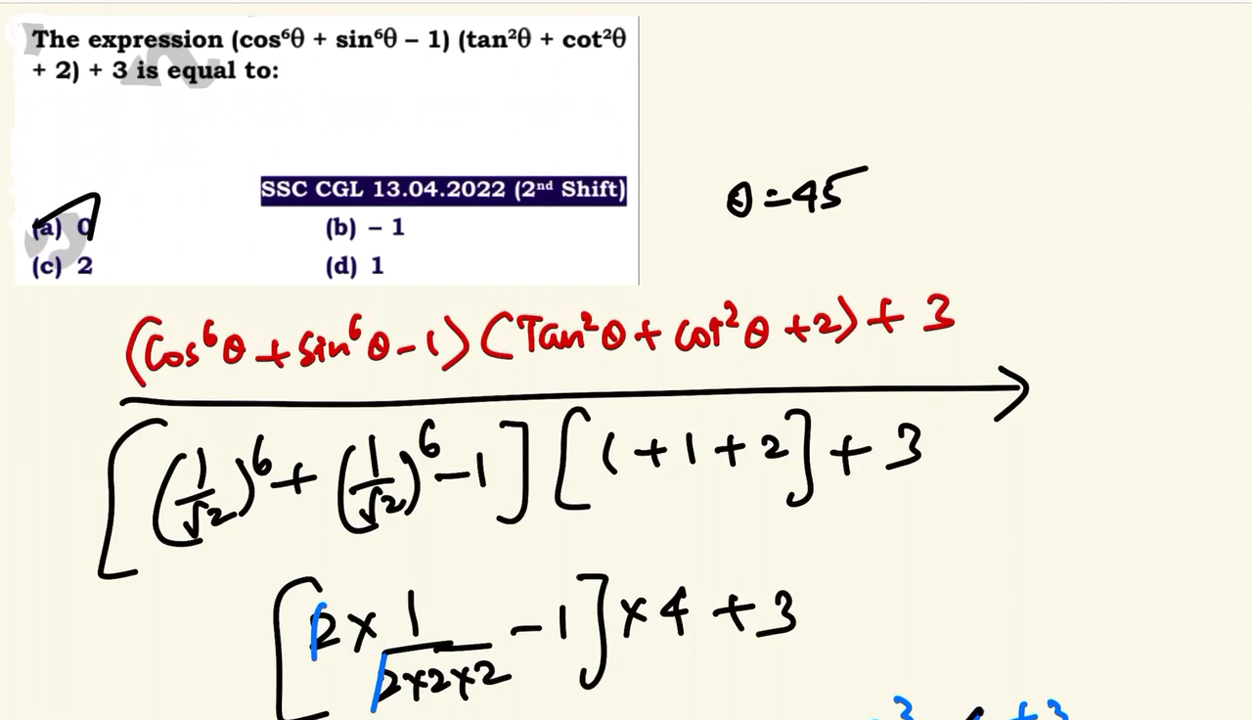 The expression (cos⁶θ + sin⁶θ – 1) (tan²θ + cot²θ
+ 2) + 3 is equal to:
SSC CGL 13.04.2022 (2nd Shift)
(a) 0 (b) – 1
(c) 2 (d) 1
θ = 45
(cos⁶θ + sin⁶θ - 1) (Tan²θ + cot²θ + 2) + 3
[(1/√2)⁶ + (1/√2)⁶ - 1] [1 + 1 + 2] + 3
[2 × 1/(2×2×2) - 1] × 4 + 3